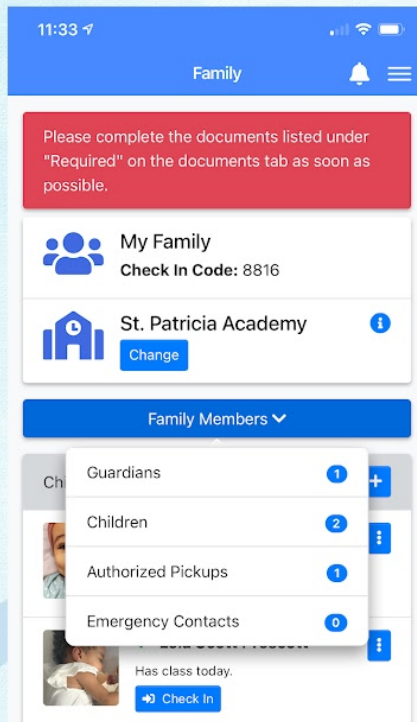 11:33
Family
Please complete the documents listed under
"Required" on the documents tab as soon as
possible.
My Family
Check In Code: 8816
St. Patricia Academy
Change
Family Members
Guardians 1
Children 2
Authorized Pickups 1
Emergency Contacts 0
Has class today.
Check In